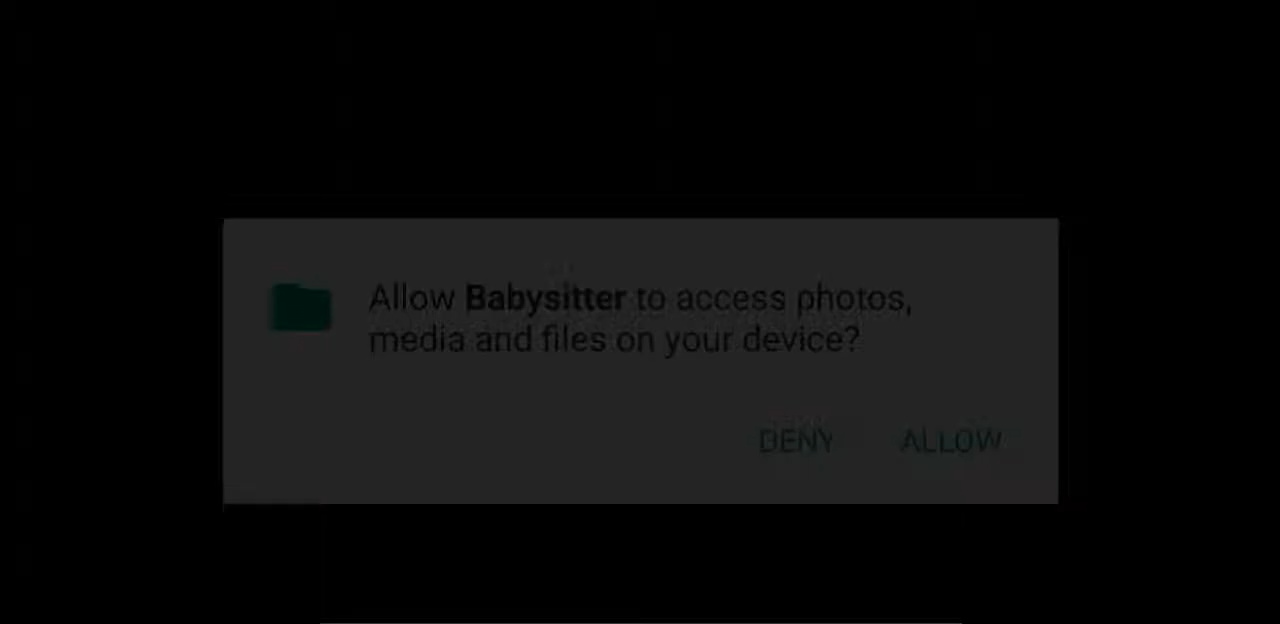 Allow Babysitter to access photos,
media and files on your device?
DENY ALLOW